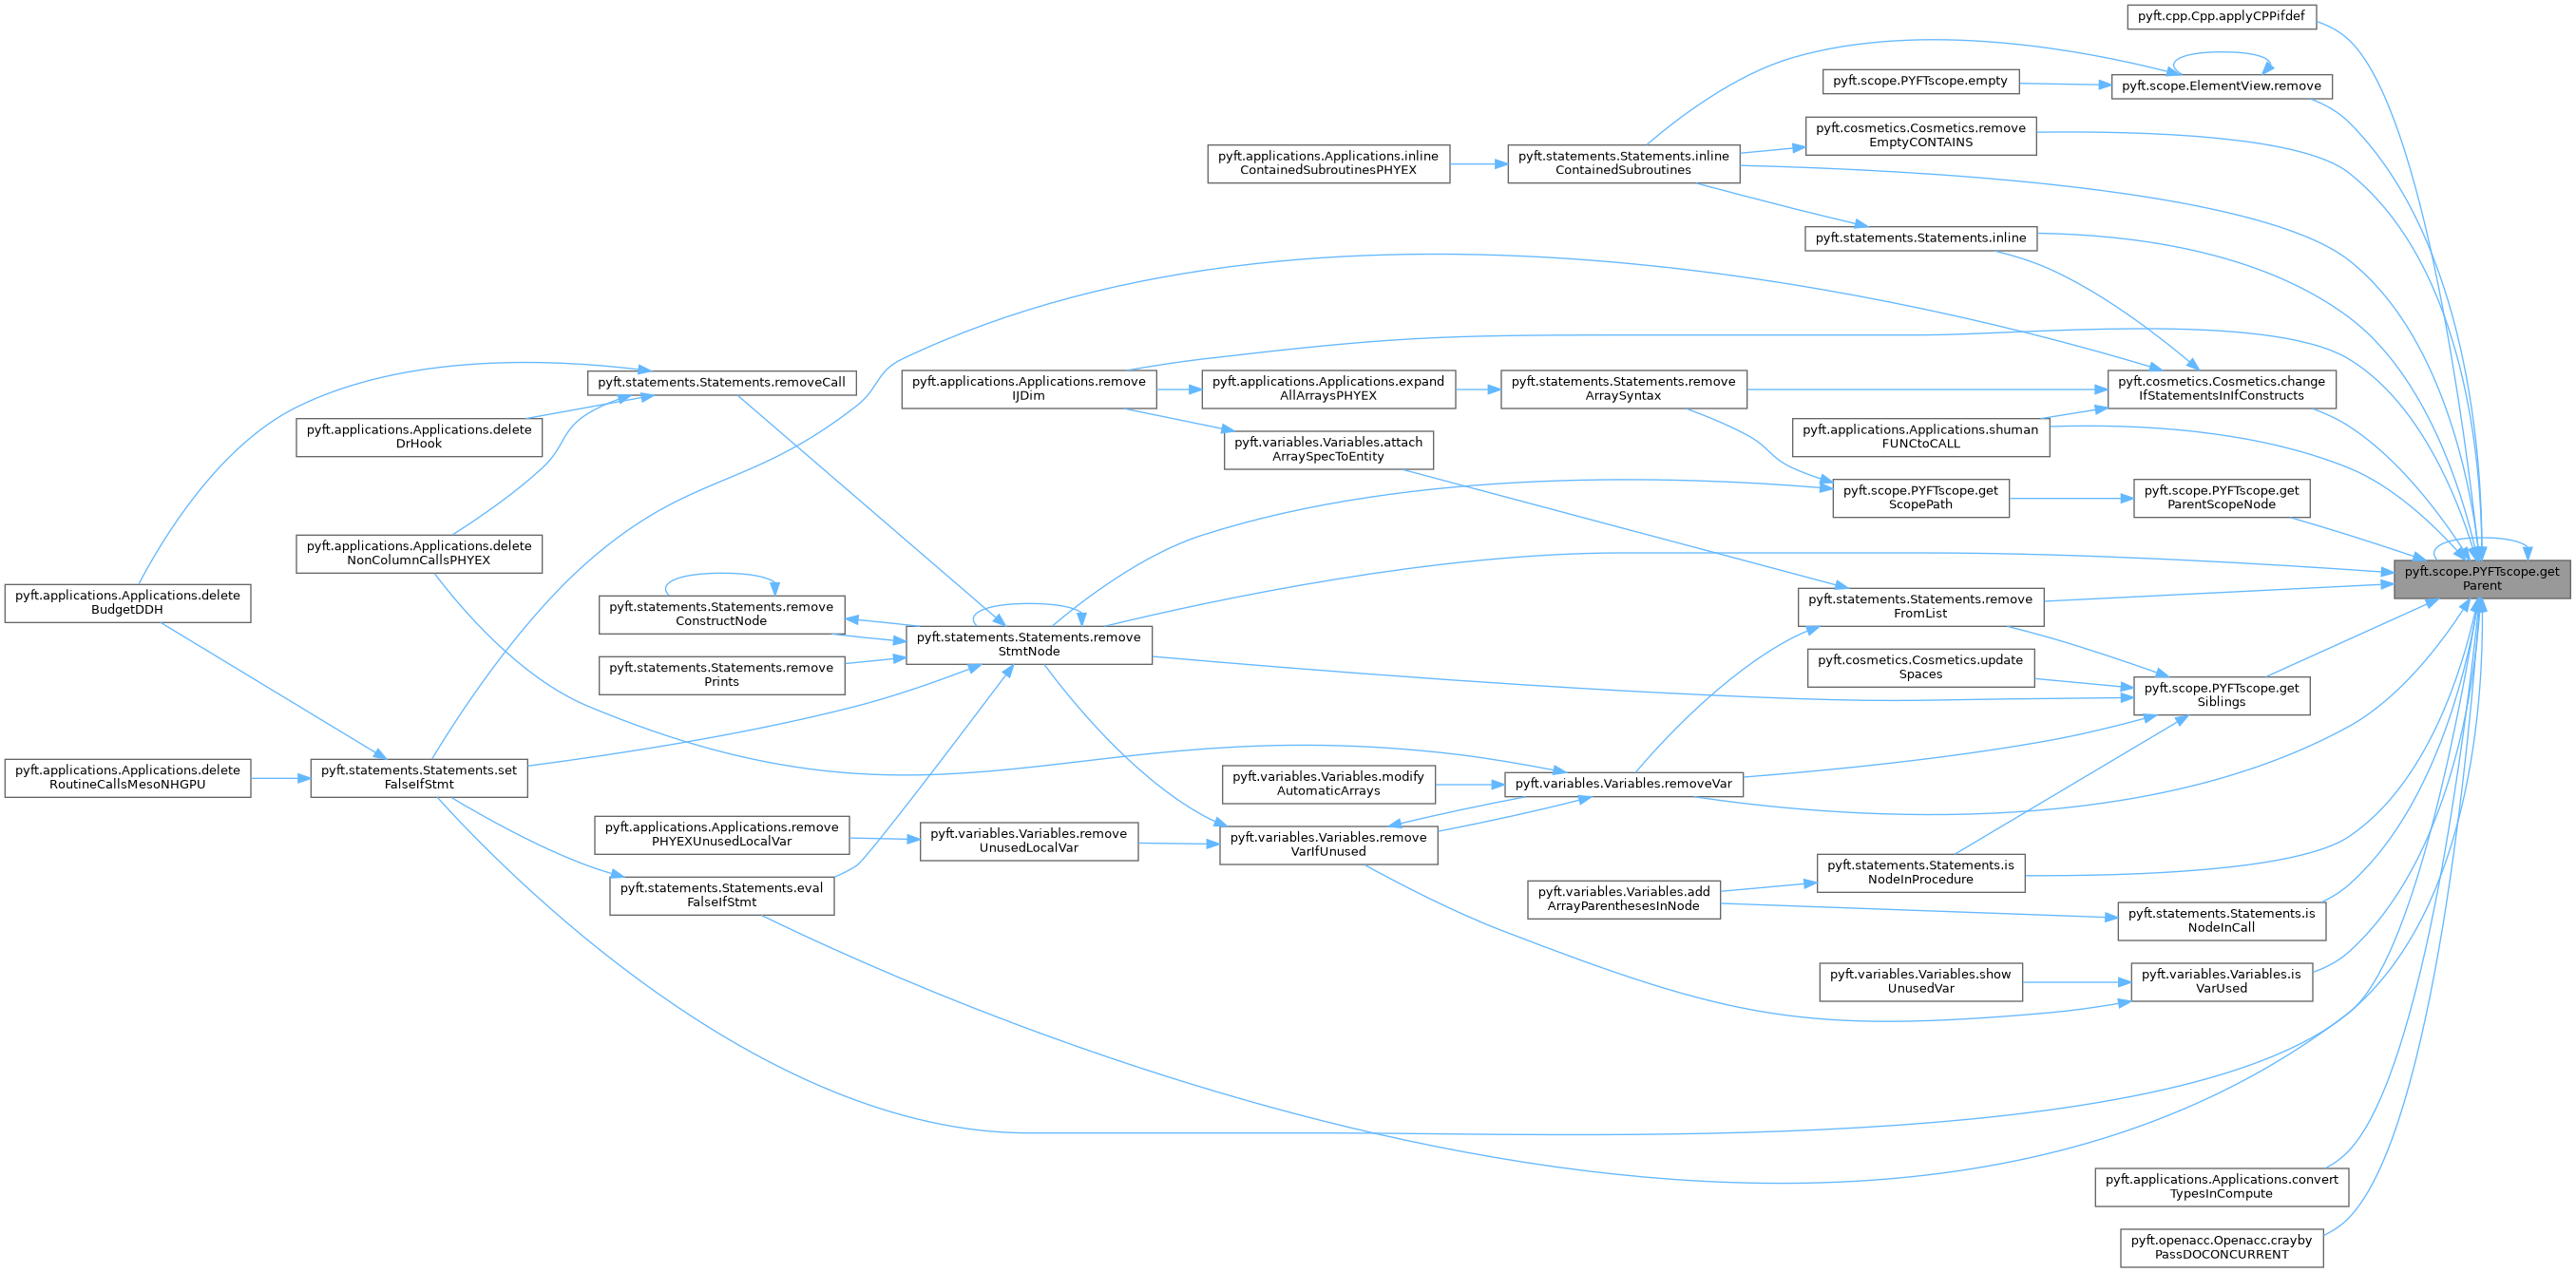 pyft.cpp.Cpp.applyCPPifdef
pyft.scope.PYFTscope.empty
pyft.scope.ElementView.remove
pyft.cosmetics.Cosmetics.remove
EmptyCONTAINS
pyft.applications.Applications.inline
ContainedSubroutinesPHYEX
pyft.statements.Statements.inline
ContainedSubroutines
pyft.statements.Statements.inline
pyft.statements.Statements.removeCall
pyft.applications.Applications.remove
IJDim
pyft.applications.Applications.expand
AllArraysPHYEX
pyft.statements.Statements.remove
ArraySyntax
pyft.cosmetics.Cosmetics.change
IfStatementsInIfConstructs
pyft.applications.Applications.delete
DrHook
pyft.variables.Variables.attach
ArraySpecToEntity
pyft.applications.Applications.shuman
FUNCtoCALL
pyft.scope.PYFTscope.get
ScopePath
pyft.scope.PYFTscope.get
ParentScopeNode
pyft.applications.Applications.delete
NonColumnCallsPHYEX
pyft.scope.PYFTscope.get
Parent
pyft.applications.Applications.delete
BudgetDDH
pyft.statements.Statements.remove
ConstructNode
pyft.statements.Statements.remove
FromList
pyft.statements.Statements.remove
StmtNode
pyft.statements.Statements.remove
Prints
pyft.cosmetics.Cosmetics.update
Spaces
pyft.scope.PYFTscope.get
Siblings
pyft.applications.Applications.delete
RoutineCallsMesoNHGPU
pyft.statements.Statements.set
FalseIfStmt
pyft.variables.Variables.modify
AutomaticArrays
pyft.variables.Variables.removeVar
pyft.applications.Applications.remove
PHYEXUnusedLocalVar
pyft.variables.Variables.remove
UnusedLocalVar
pyft.variables.Variables.remove
VarIfUnused
pyft.statements.Statements.is
NodeInProcedure
pyft.statements.Statements.eval
FalseIfStmt
pyft.variables.Variables.add
ArrayParenthesesInNode
pyft.statements.Statements.is
NodeInCall
pyft.variables.Variables.show
UnusedVar
pyft.variables.Variables.is
VarUsed
pyft.applications.Applications.convert
TypesInCompute
pyft.openacc.Openacc.crayby
PassDOCONCURRENT